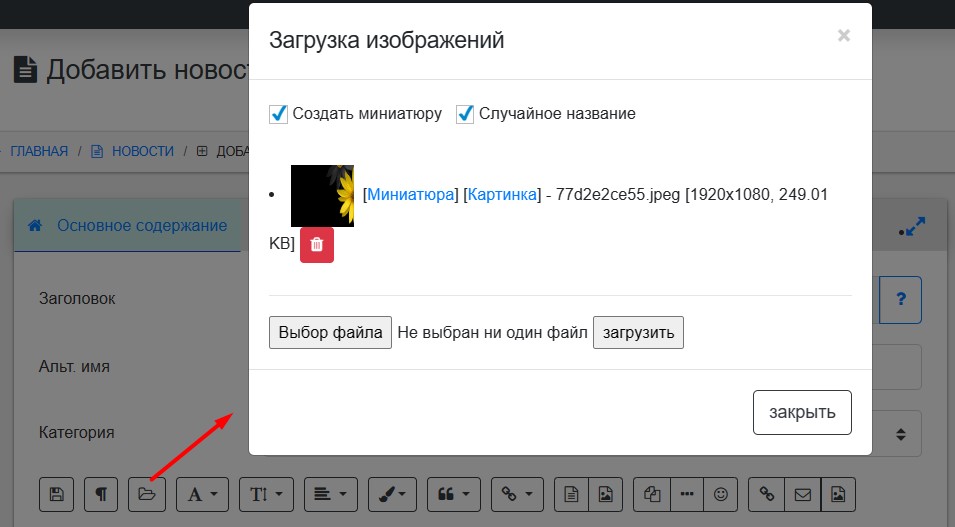 Загрузка изображений ×
Добавить новост
Создать миниатюру Случайное название
ГЛАВНАЯ / НОВОСТИ / ДОБА
[Миниатюра] [Картинка] - 77d2e2ce55.jpeg [1920x1080, 249.01
KB]
Основное содержание
Заголовок ?
Выбор файла Не выбран ни один файл загрузить
Альт. имя
закрыть
Категория
¶ A T! “